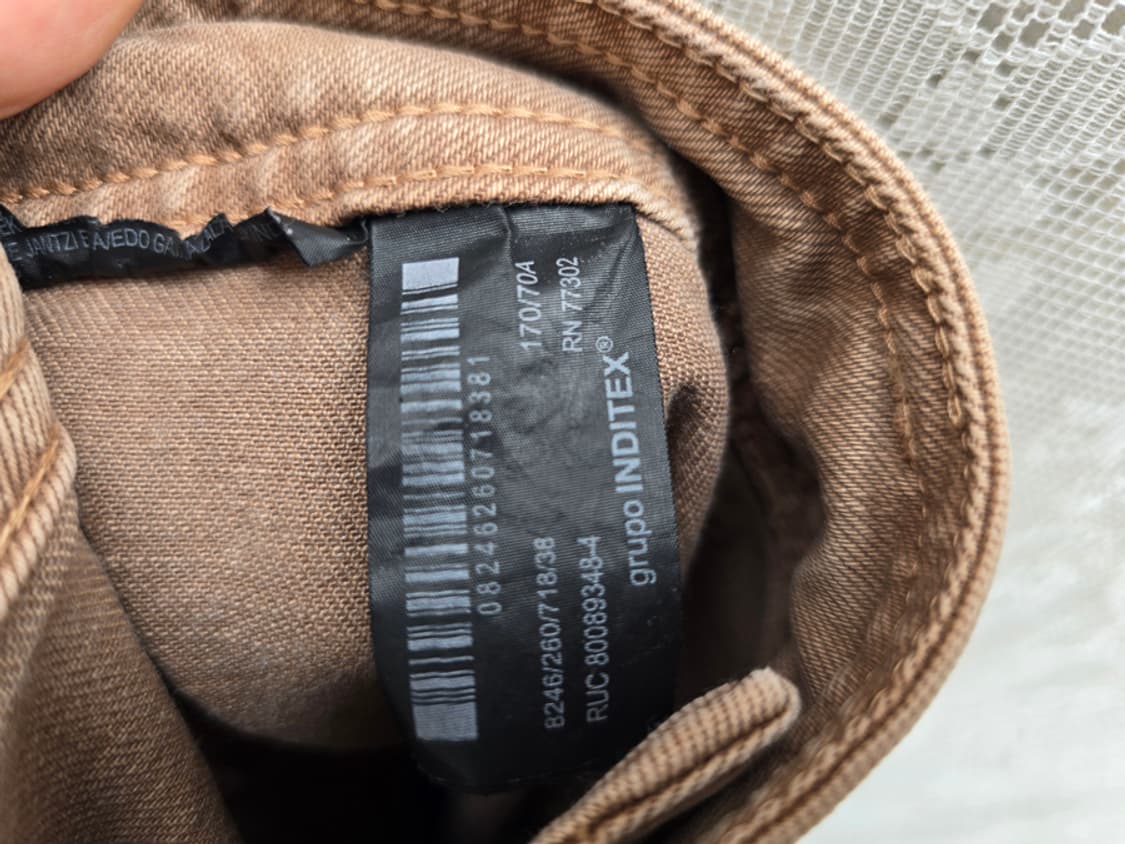 08246260718381
8246/260/718/38 170/70A
RUC 80089348-4 RN 77302
grupo INDITEX®